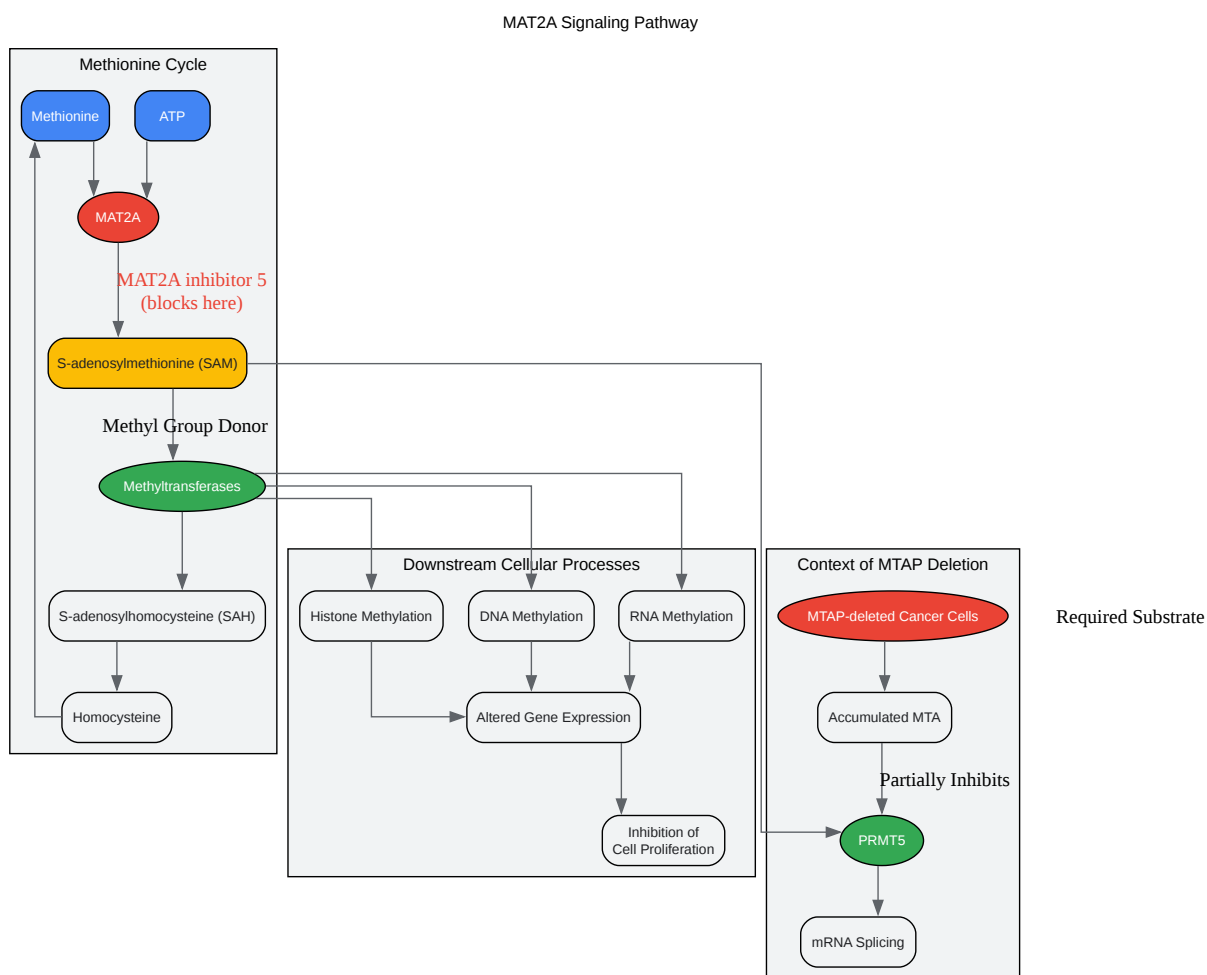 MAT2A Signaling Pathway
Methionine Cycle
Methionine
ATP
MAT2A
MAT2A inhibitor 5
(blocks here)
S-adenosylmethionine (SAM)
Methyl Group Donor
Methyltransferases
S-adenosylhomocysteine (SAH)
Homocysteine
Downstream Cellular Processes
Histone Methylation
DNA Methylation
RNA Methylation
Altered Gene Expression
Inhibition of
Cell Proliferation
Context of MTAP Deletion
MTAP-deleted Cancer Cells
Accumulated MTA
Partially Inhibits
PRMT5
mRNA Splicing
Required Substrate